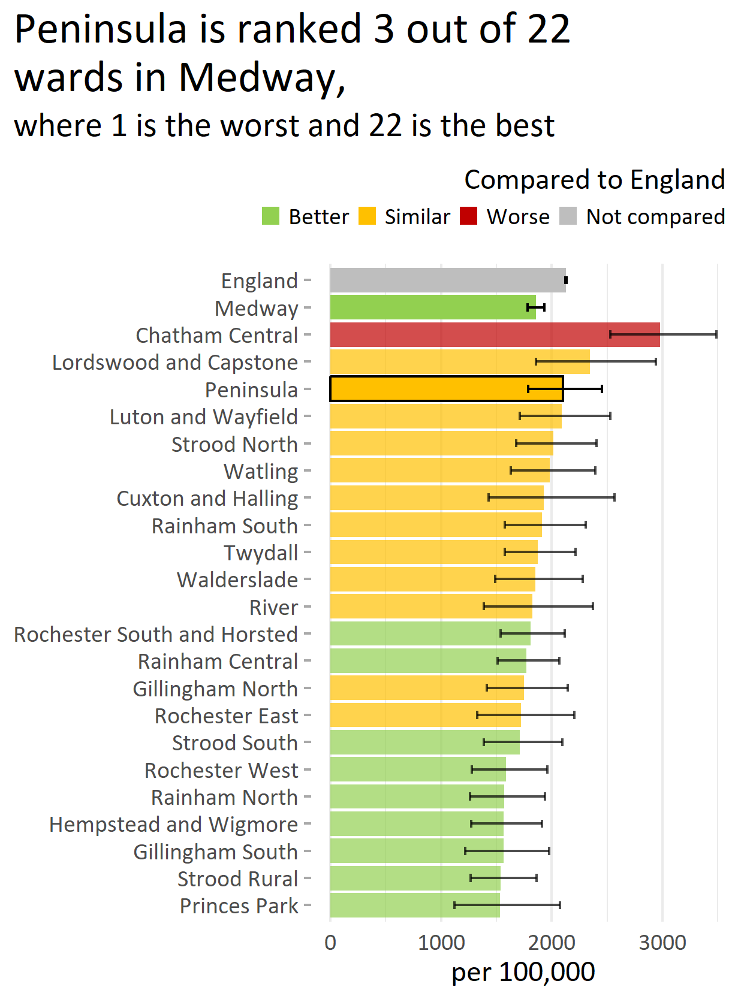 Peninsula is ranked 3 out of 22
wards in Medway,
where 1 is the worst and 22 is the best
Compared to England
Better Similar Worse Not compared
England
Medway
Chatham Central
Lordswood and Capstone
Peninsula
Luton and Wayfield
Strood North
Watling
Cuxton and Halling
Rainham South
Twydall
Walderslade
River
Rochester South and Horsted
Rainham Central
Gillingham North
Rochester East
Strood South
Rochester West
Rainham North
Hempstead and Wigmore
Gillingham South
Strood Rural
Princes Park
0 1000 2000 3000
per 100,000